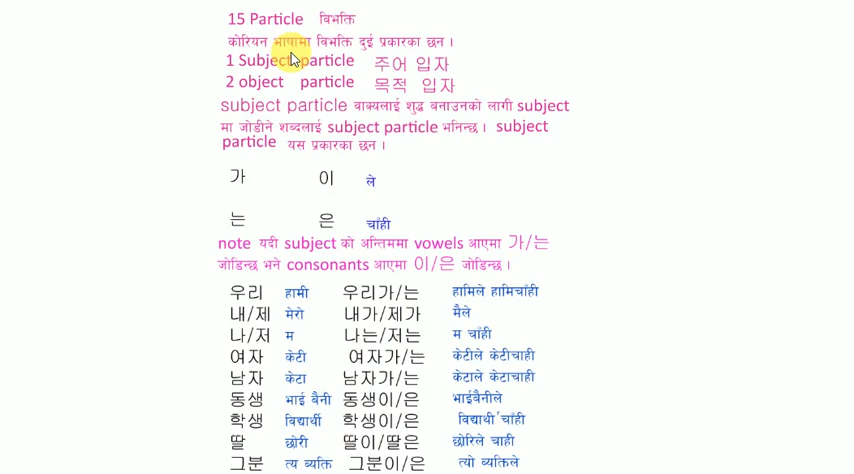 15 Particle विभक्ति
कोरियन भाषामा विभक्ति दुई प्रकारका छन ।
1 Subject particle 주어 입자
2 object particle 목적 입자
subject particle वाक्यलाई शुद्ध बनाउनको लागी subject
मा जोडीने शब्दलाई subject particle भनिन्छ । subject
particle यस प्रकारका छन ।
가 이 ले
는 은 चाँही
note यदी subject को अन्तिममा vowels आएमा 가/는
जोडिन्छ भने consonants आएमा 이/은 जोडिन्छ ।
우리 हामी 우리가/는 हामिले हामिचाँही
내/제 मेरो 내가/제가 मैले
나/저 म 나는/저는 म चाँही
여자 केटी 여자가/는 केटीले केटीचाही
남자 केटा 남자가/는 केटाले केटाचाही
동생 भाई बैनी 동생이/은 भाईबैनीले
학생 विद्यार्थी 학생이/은 विद्यार्थी चाँही
딸 छोरी 딸이/딸은 छोरिले चाही
그분 त्य व्यक्ति 그분이/은 त्यो व्यक्तिले